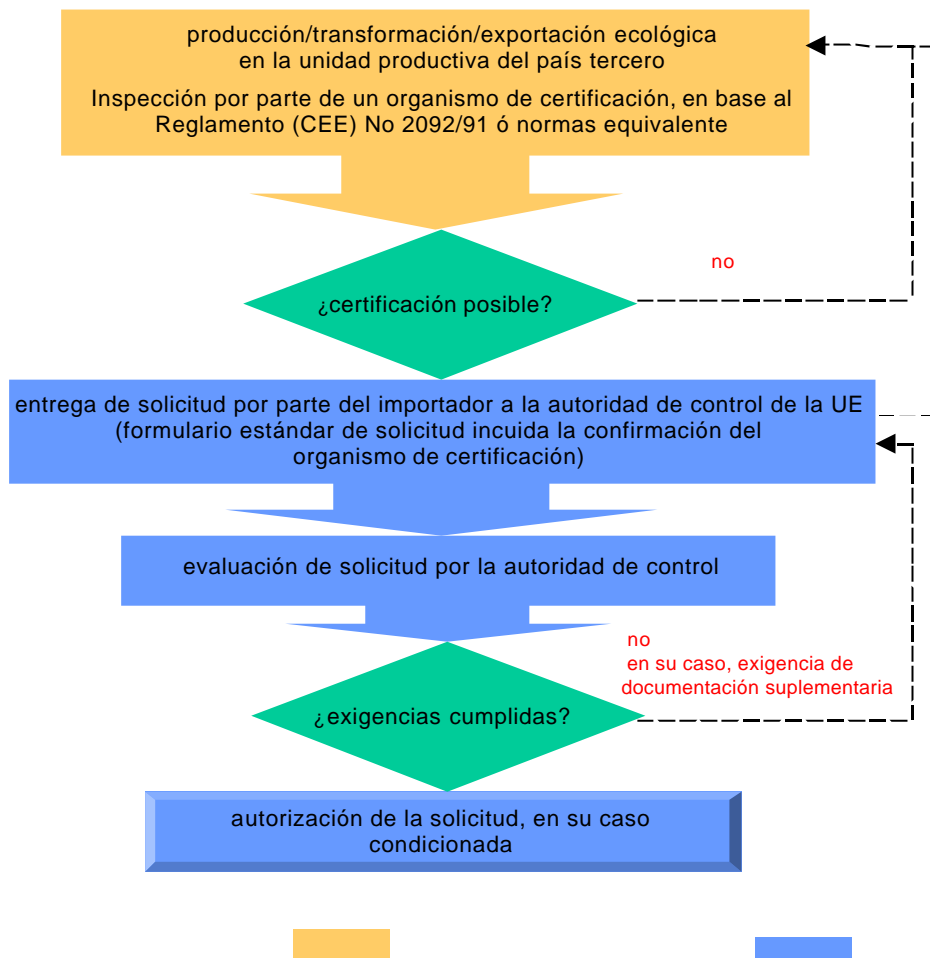 producción/transformación/exportación ecológica
en la unidad productiva del país tercero
Inspección por parte de un organismo de certificación, en base al
Reglamento (CEE) No 2092/91 ó normas equivalente
no
¿certificación posible?
entrega de solicitud por parte del importador a la autoridad de control de la UE
(formulario estándar de solicitud incuida la confirmación del
organismo de certificación)
evaluación de solicitud por la autoridad de control
no
en su caso, exigencia de
documentación suplementaria
¿exigencias cumplidas?
autorización de la solicitud, en su caso
condicionada